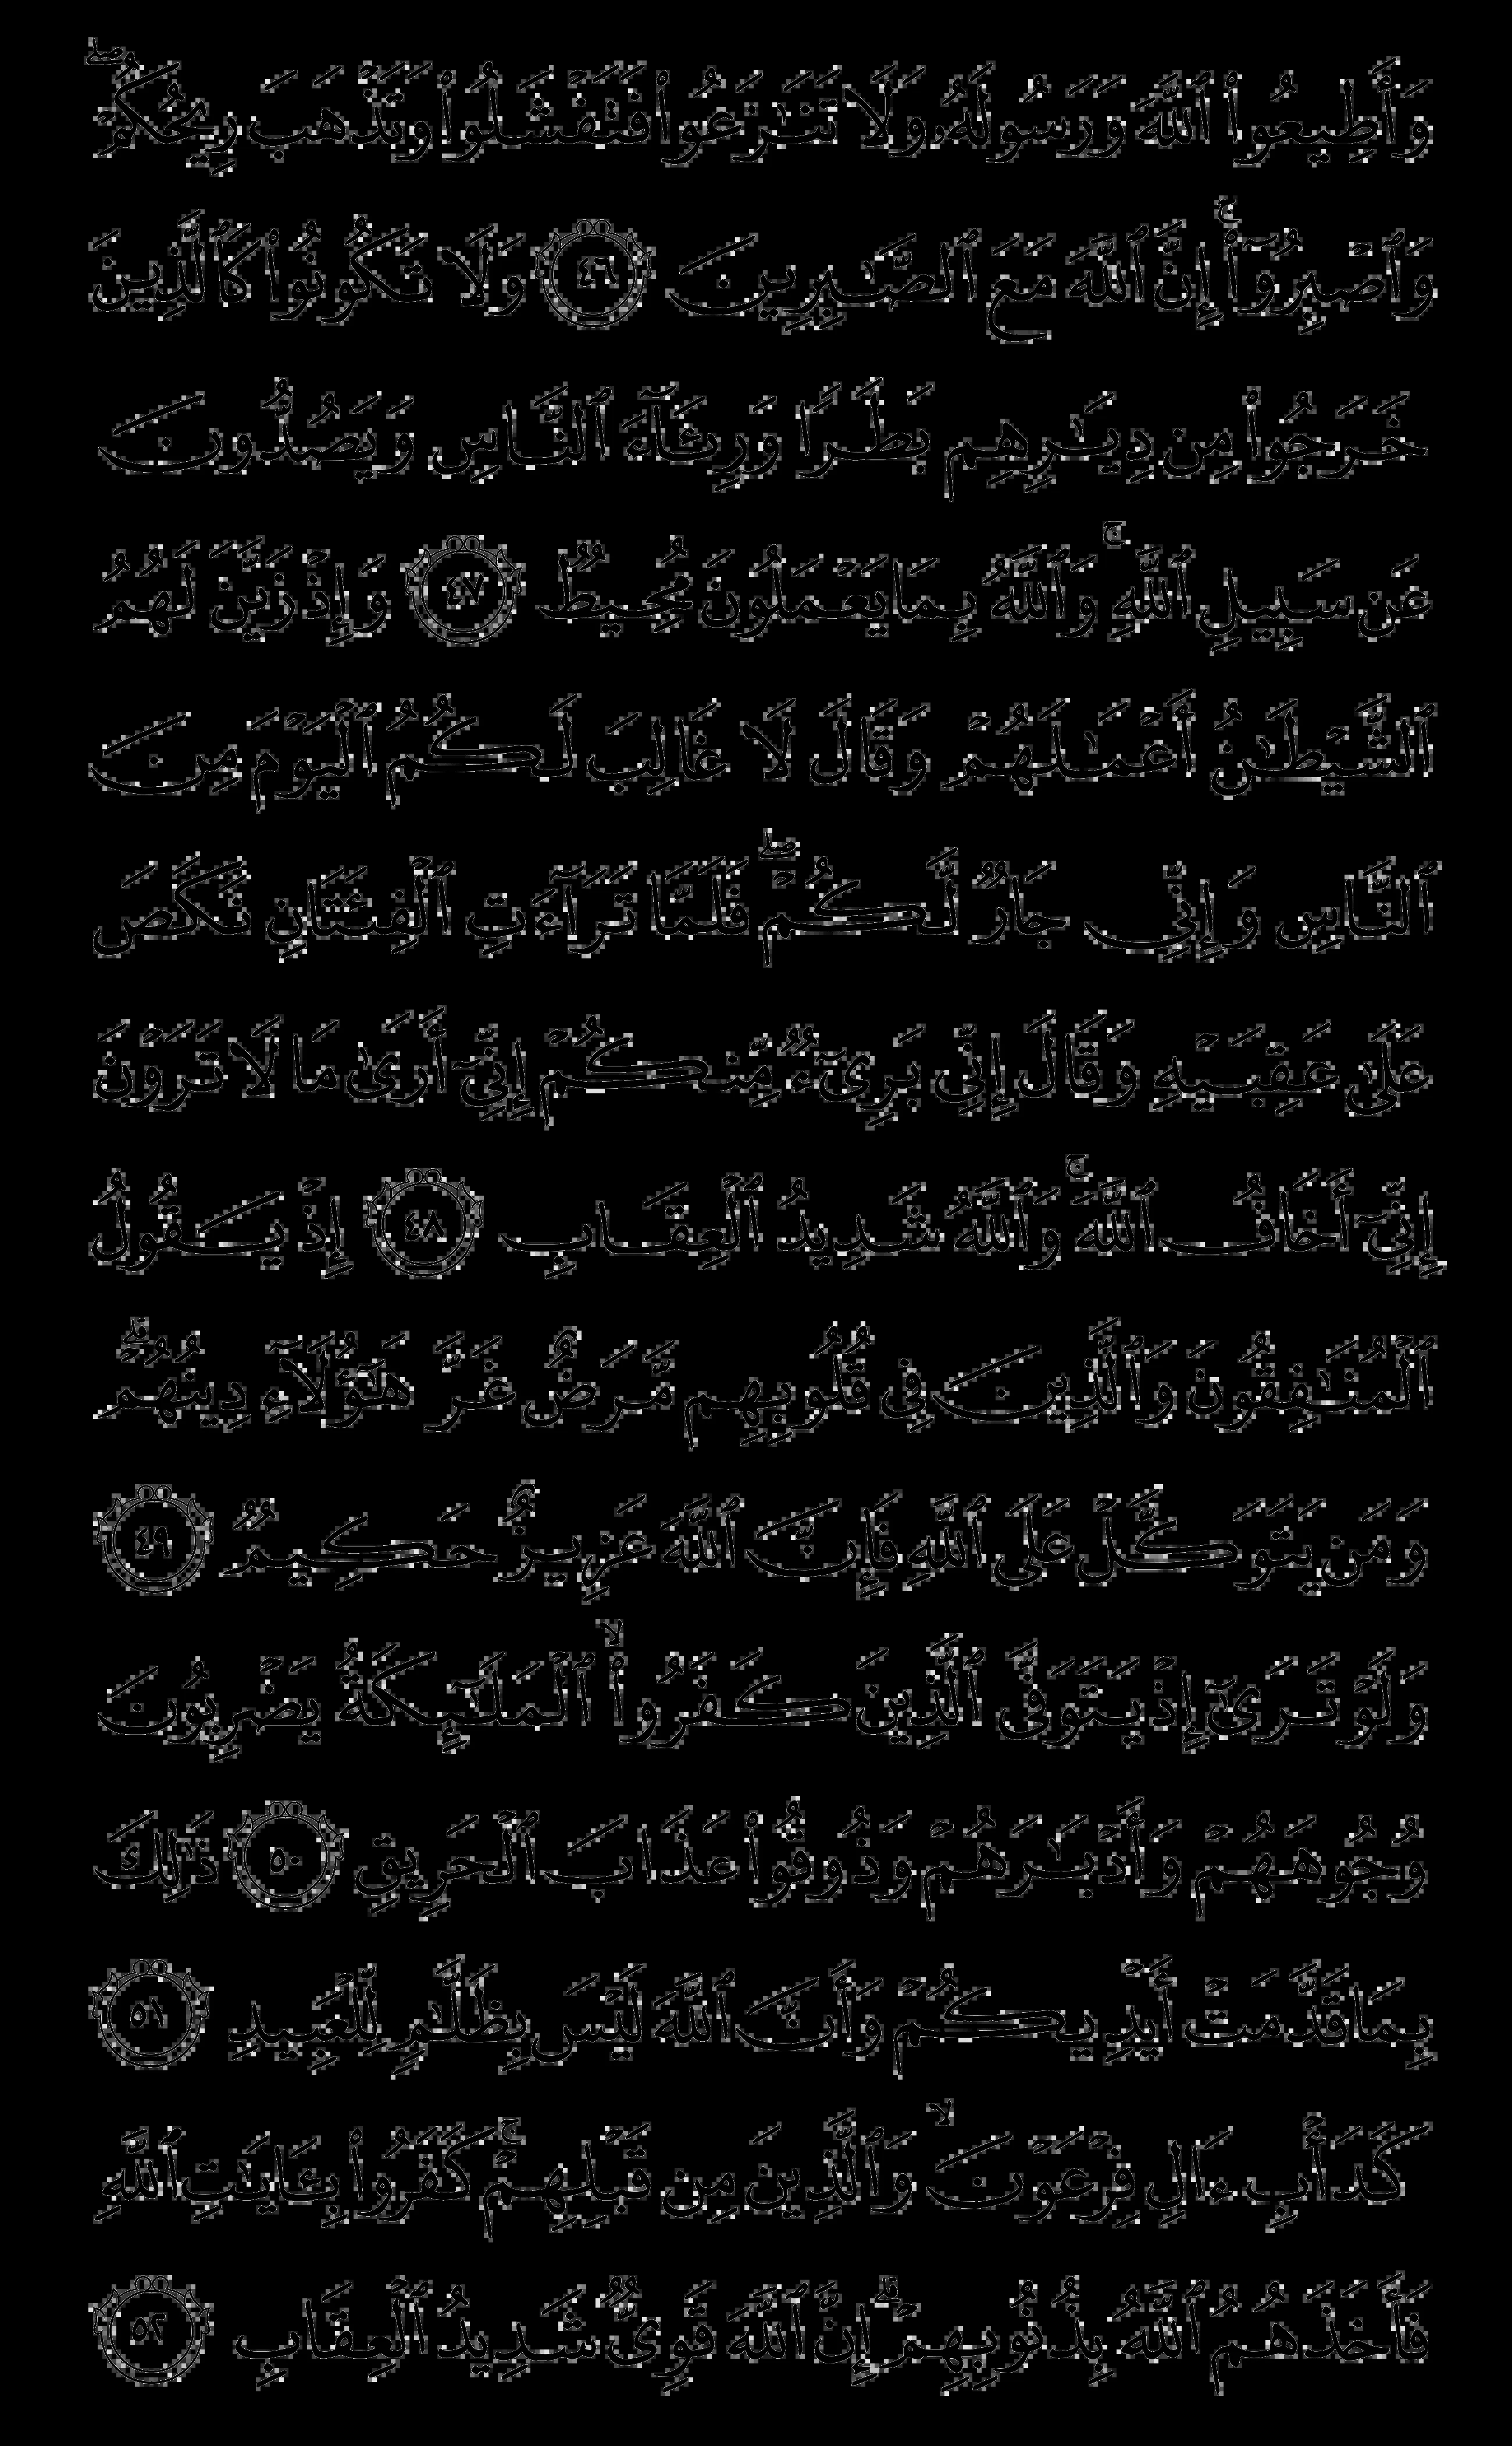 وَأَطِيعُوا۟ ٱللَّهَ وَرَسُولَهُۥ وَلَا تَنَٰزَعُوا۟ فَتَفْشَلُوا۟ وَتَذْهَبَ رِيحُكُمْ ۖ
وَٱصْبِرُوٓا۟ ۚ إِنَّ ٱللَّهَ مَعَ ٱلصَّٰبِرِينَ ٤٦ وَلَا تَكُونُوا۟ كَٱلَّذِينَ
خَرَجُوا۟ مِن دِيَٰرِهِم بَطَرًا وَرِئَآءَ ٱلنَّاسِ وَيَصُدُّونَ
عَن سَبِيلِ ٱللَّهِ ۚ وَٱللَّهُ بِمَا يَعْمَلُونَ مُحِيطٌ ٤٧ وَإِذْ زَيَّنَ لَهُمُ
ٱلشَّيْطَٰنُ أَعْمَٰلَهُمْ وَقَالَ لَا غَالِبَ لَكُمُ ٱلْيَوْمَ مِنَ
ٱلنَّاسِ وَإِنِّى جَارٌ لَّكُمْ ۖ فَلَمَّا تَرَآءَتِ ٱلْفِئَتَانِ نَكَصَ
عَلَىٰ عَقِبَيْهِ وَقَالَ إِنِّى بَرِىٓءٌ مِّنكُمْ إِنِّىٓ أَرَىٰ مَا لَا تَرَوْنَ
إِنِّىٓ أَخَافُ ٱللَّهَ ۚ وَٱللَّهُ شَدِيدُ ٱلْعِقَابِ ٤٨ إِذْ يَقُولُ
ٱلْمُنَٰفِقُونَ وَٱلَّذِينَ فِى قُلُوبِهِم مَّرَضٌ غَرَّ هَٰٓؤُلَآءِ دِينُهُمْ ۗ
وَمَن يَتَوَكَّلْ عَلَى ٱللَّهِ فَإِنَّ ٱللَّهَ عَزِيزٌ حَكِيمٌ ٤٩
وَلَوْ تَرَىٰٓ إِذْ يَتَوَفَّى ٱلَّذِينَ كَفَرُوا۟ ۙ ٱلْمَلَٰٓئِكَةُ يَضْرِبُونَ
وُجُوهَهُمْ وَأَدْبَٰرَهُمْ وَذُوقُوا۟ عَذَابَ ٱلْحَرِيقِ ٥٠ ذَٰلِكَ
بِمَا قَدَّمَتْ أَيْدِيكُمْ وَأَنَّ ٱللَّهَ لَيْسَ بِظَلَّٰمٍ لِّلْعَبِيدِ ٥١
كَدَأْبِ ءَالِ فِرْعَوْنَ ۙ وَٱلَّذِينَ مِن قَبْلِهِمْ ۚ كَفَرُوا۟ بِـَٔايَٰتِ ٱللَّهِ
فَأَخَذَهُمُ ٱللَّهُ بِذُنُوبِهِمْ ۗ إِنَّ ٱللَّهَ قَوِىٌّ شَدِيدُ ٱلْعِقَابِ ٥٢